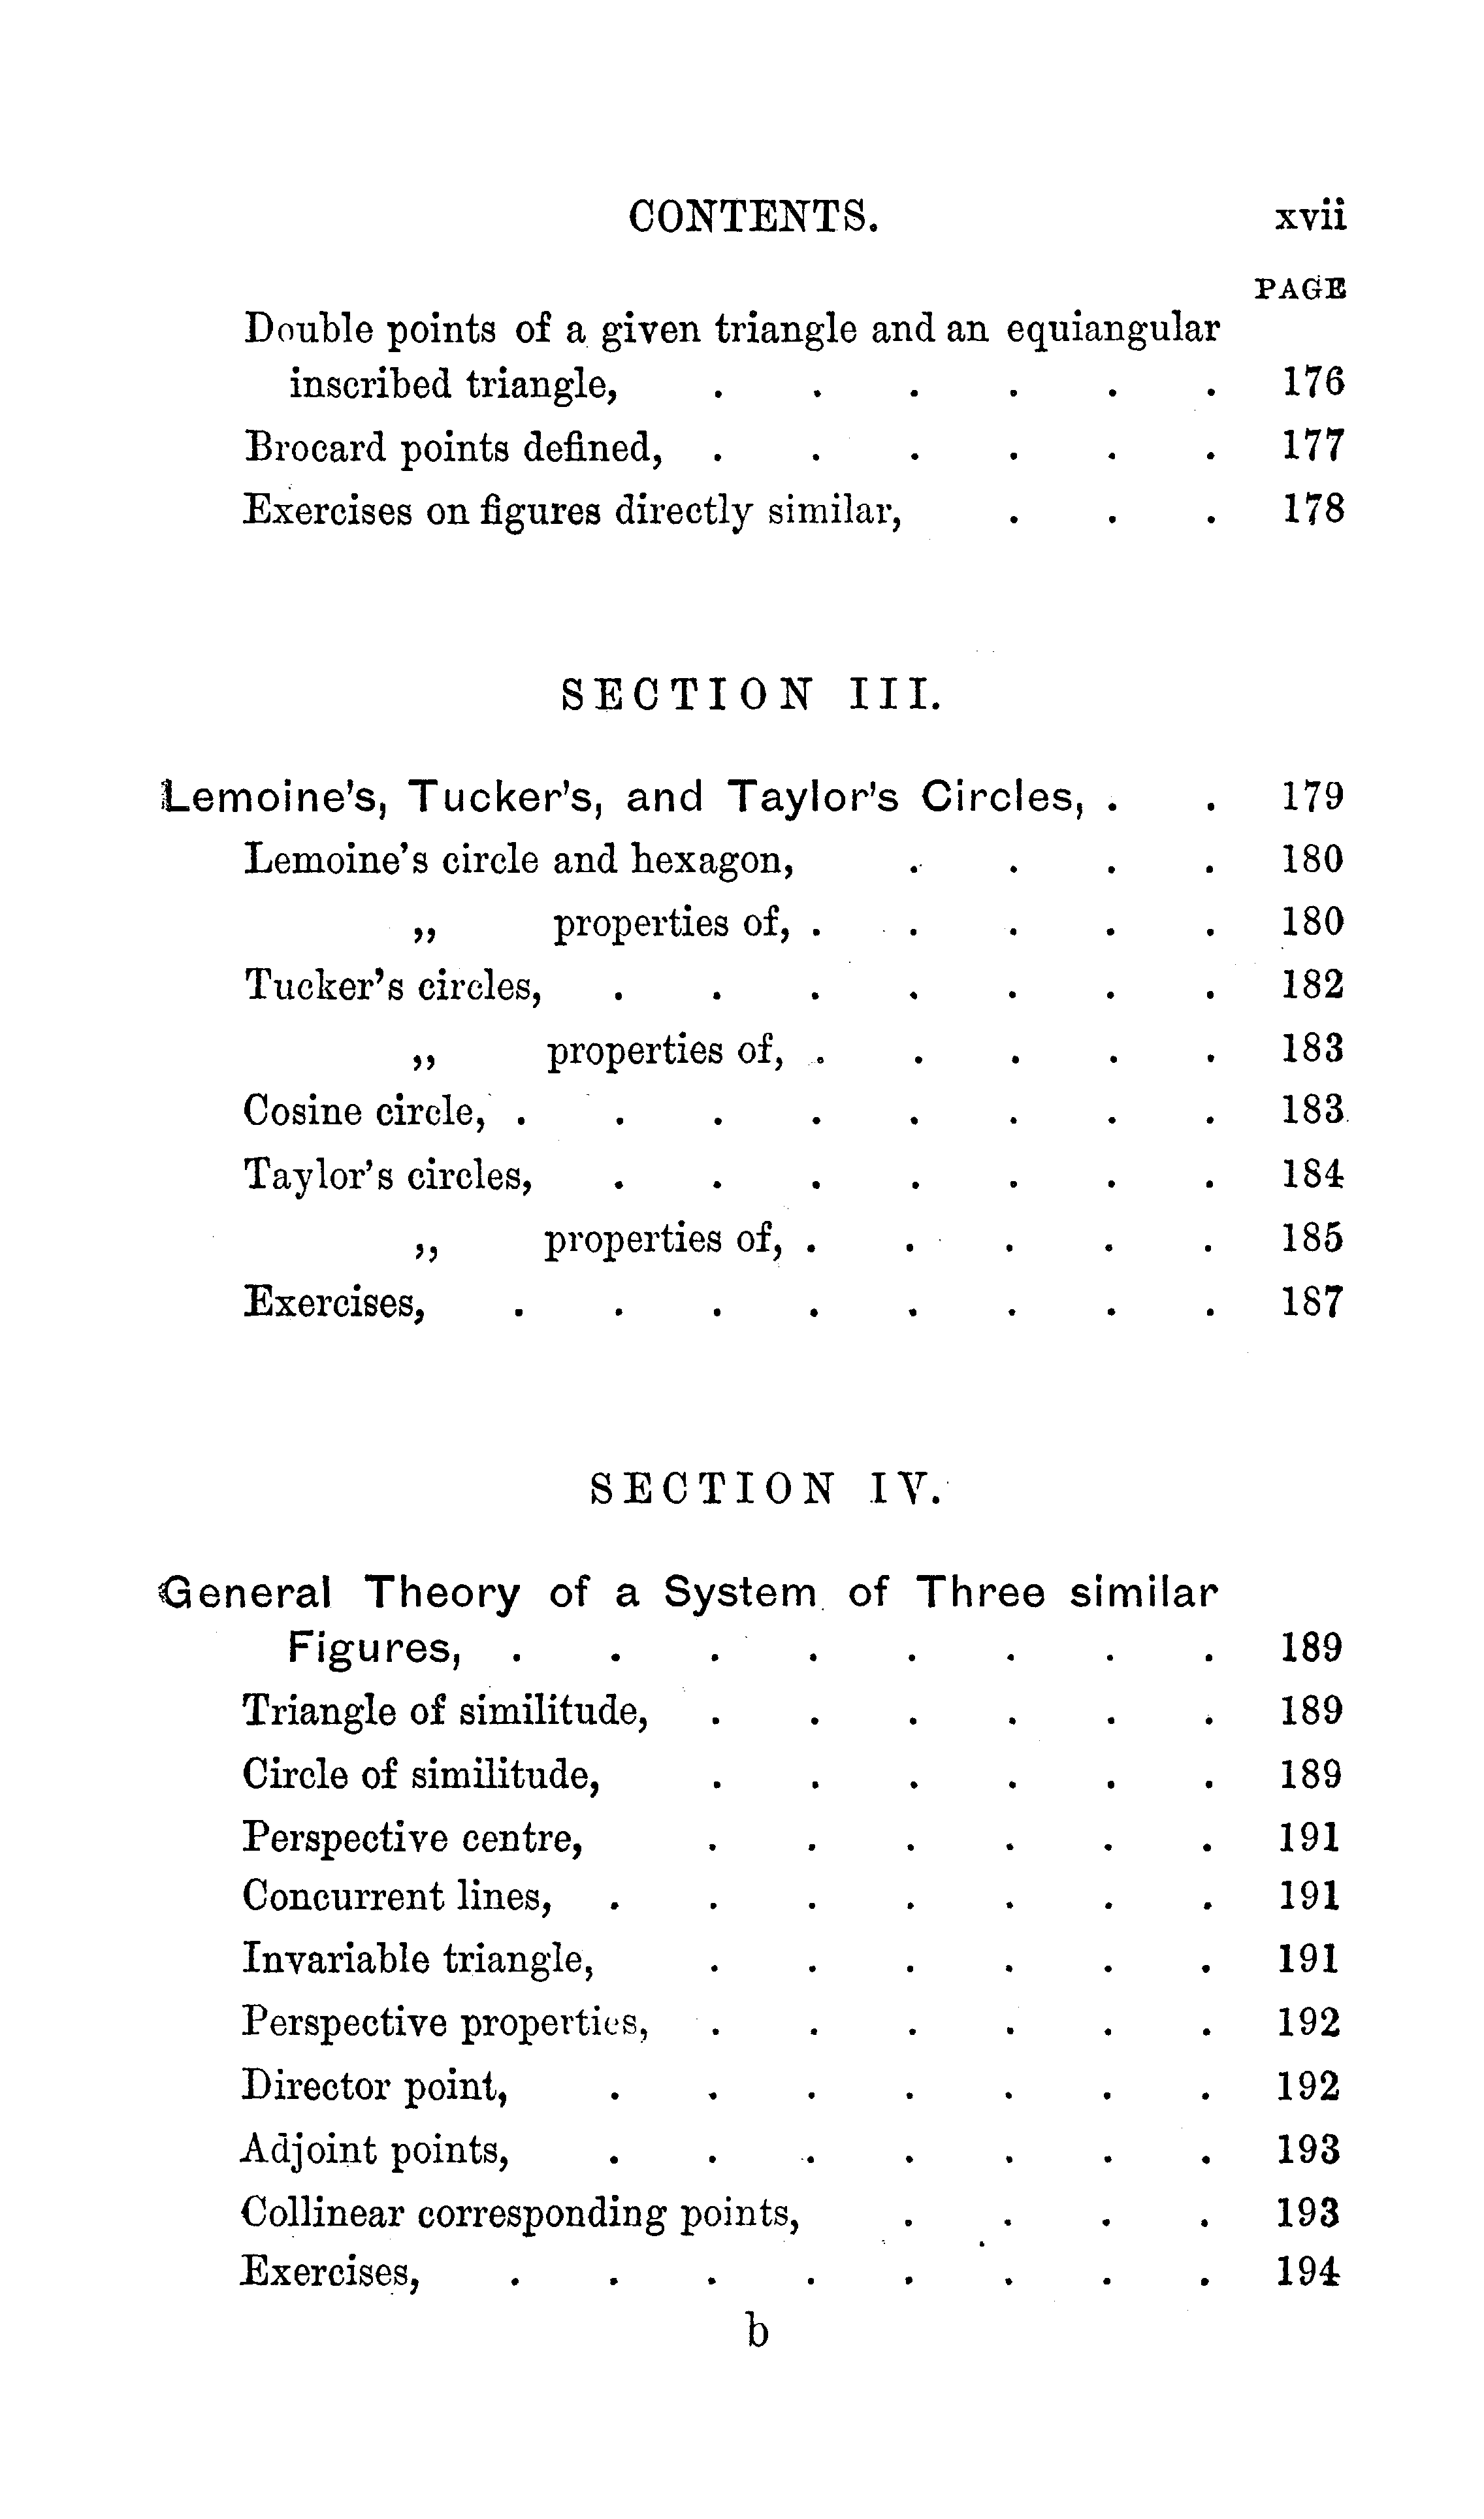 CONTENTS. xvii
PAGE
Double points of a given triangle and an equiangular
inscribed triangle, . . . . . . 176
Brocard points defined, . . . . . . 177
Exercises on figures directly similar, . . . 178
SECTION III.
Lemoine's, Tucker's, and Taylor's Circles, . . 179
Lemoine's circle and hexagon, . . . . 180
,, properties of, . . . . . 180
Tucker's circles, . . . . . . . 182
,, properties of, . . . . . 183
Cosine circle, . . . . . . . . 183
Taylor's circles, . . . . . . . 184
,, properties of, . . . . . 185
Exercises, . . . . . . . . 187
SECTION IV.
General Theory of a System of Three similar
Figures, . . . . . . . . 189
Triangle of similitude, . . . . . . 189
Circle of similitude, . . . . . . 189
Perspective centre, . . . . . . 191
Concurrent lines, . . . . . . . 191
Invariable triangle, . . . . . . 191
Perspective properties, . . . . . . 192
Director point, . . . . . . . 192
Adjoint points, . . . . . . . 193
Collinear corresponding points, . . . . 193
Exercises, . . . . . . . . 194
b